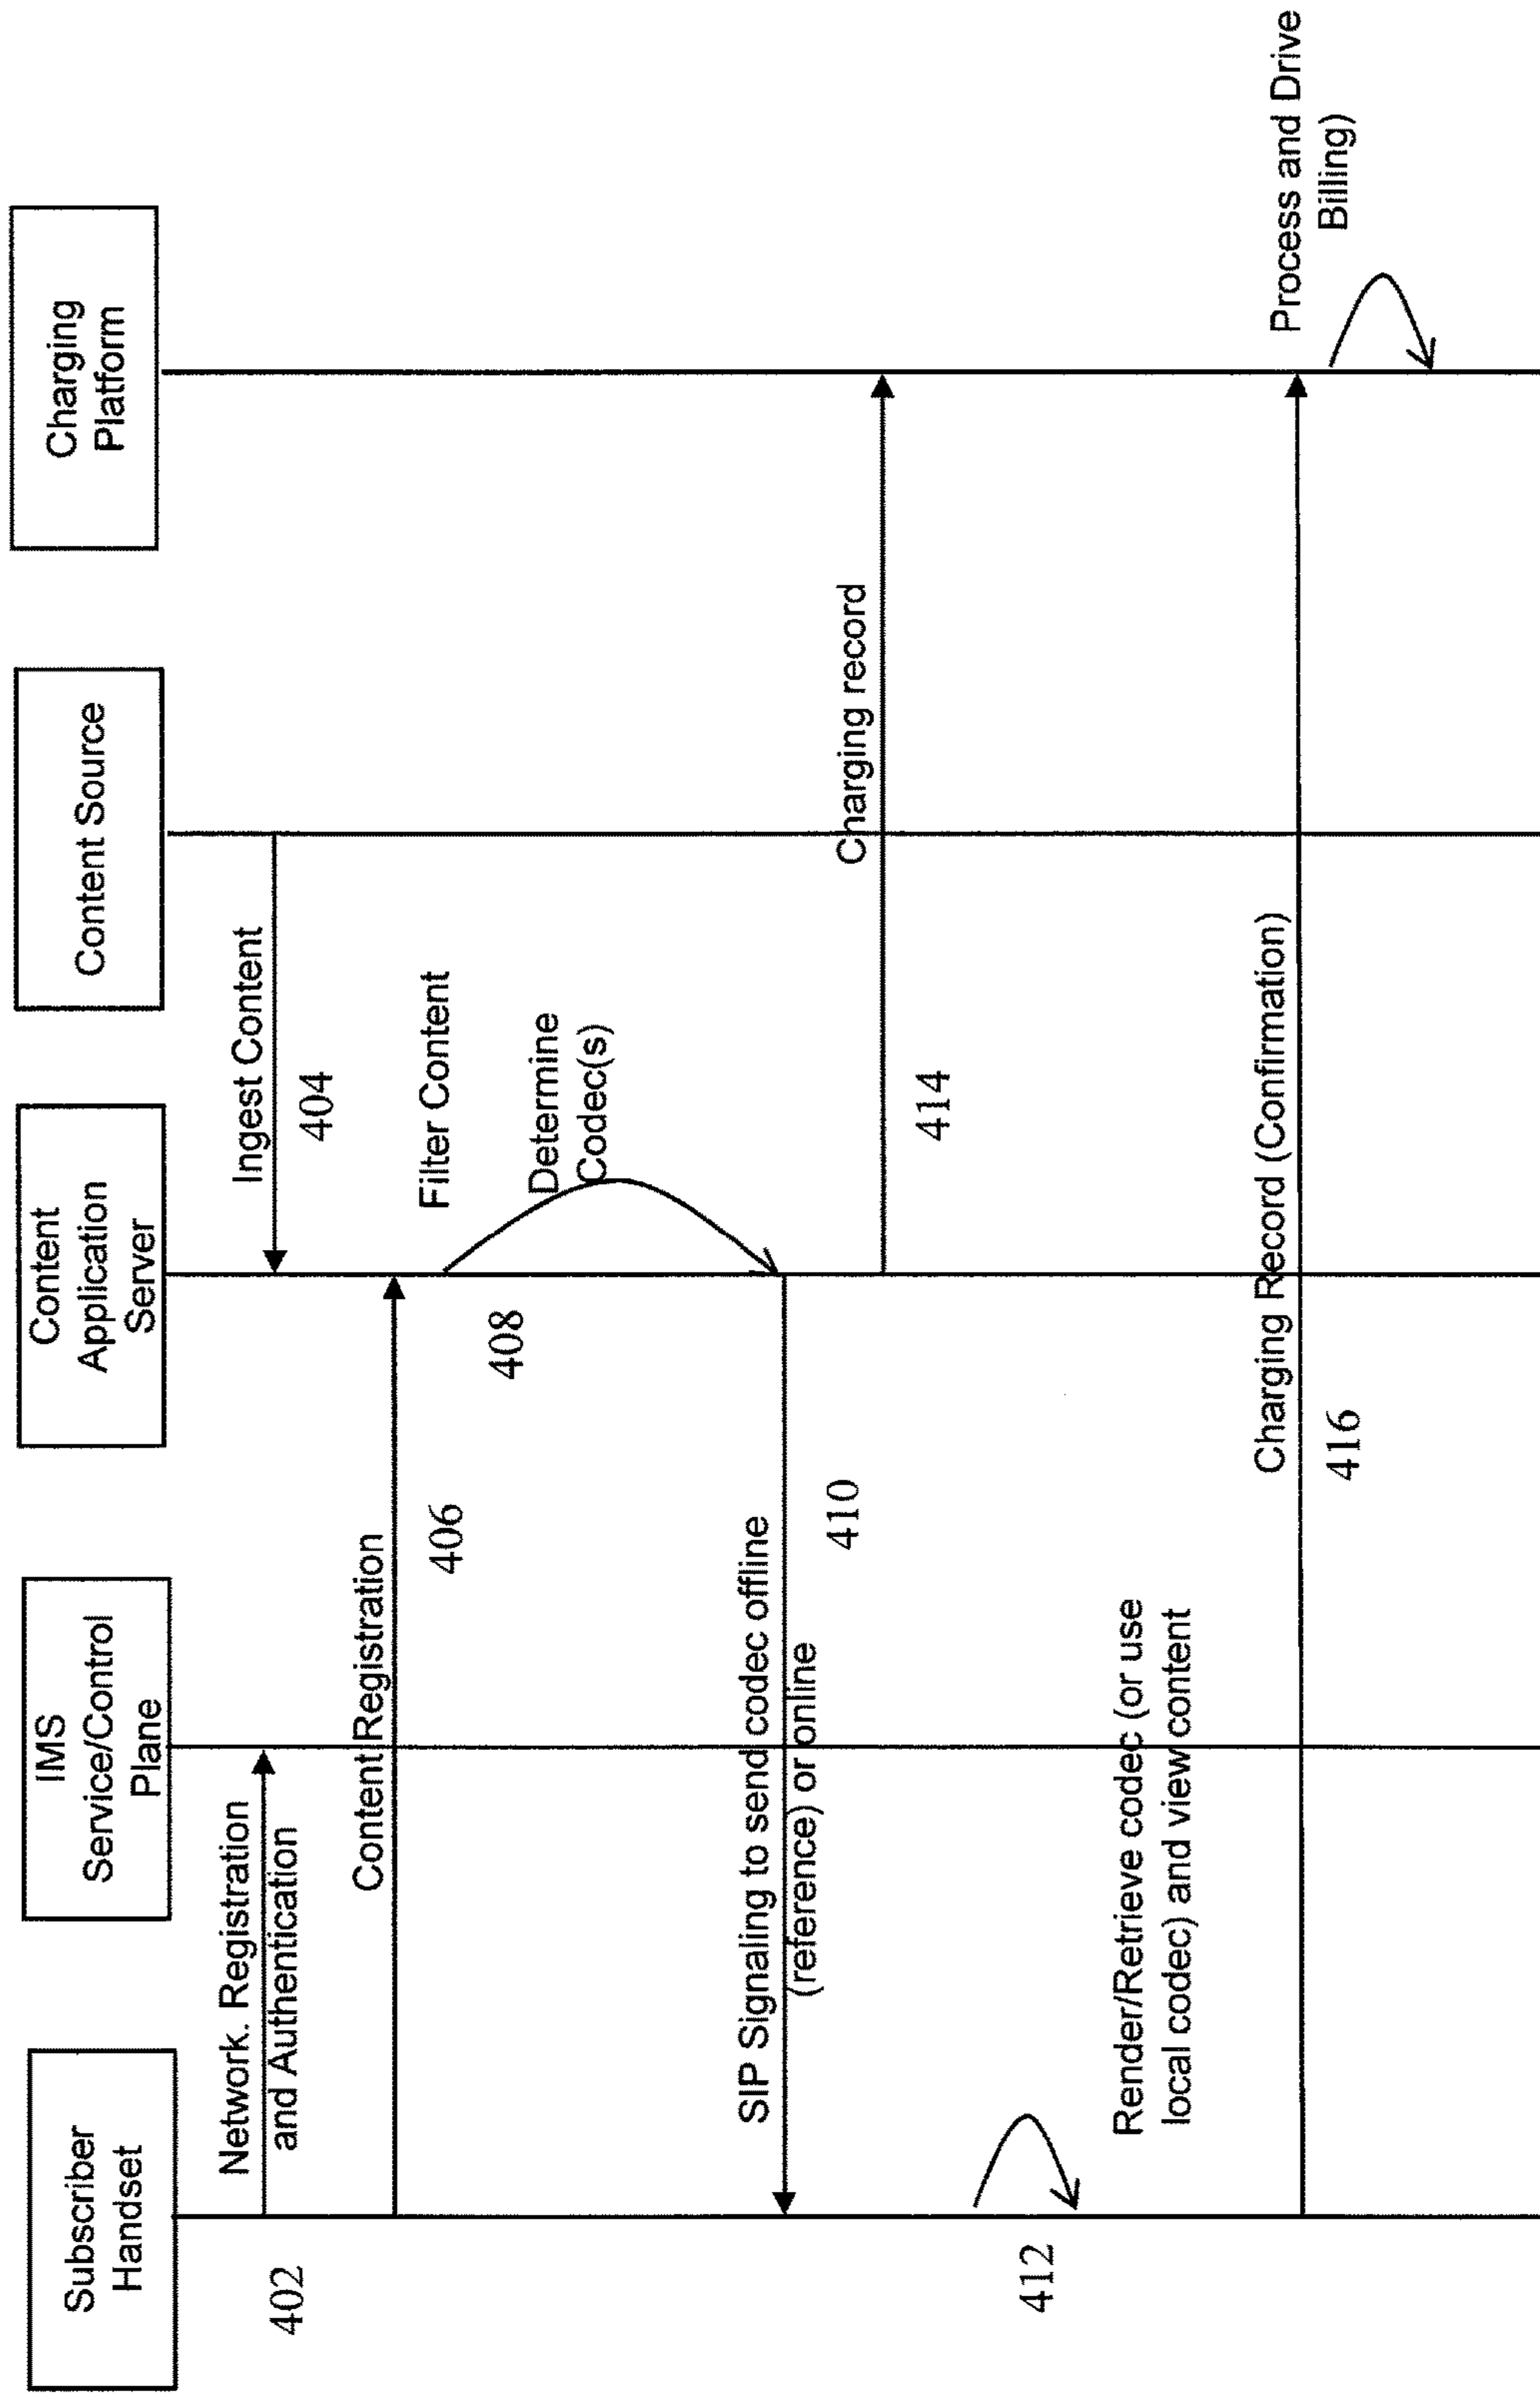 Subscriber
Handset
IMS
Service/Control
Plane
Content
Application
Server
Content Source
Charging
Platform
402
Network. Registration
and Authentication
Ingest Content
404
Content Registration
406
Filter Content
408
Determine
Codec(s)
SIP Signaling to send codec offline
(reference) or online
410
Charging record
414
412
Render/Retrieve codec (or use
local codec) and view content
Charging Record (Confirmation)
416
Process and Drive
Billing)